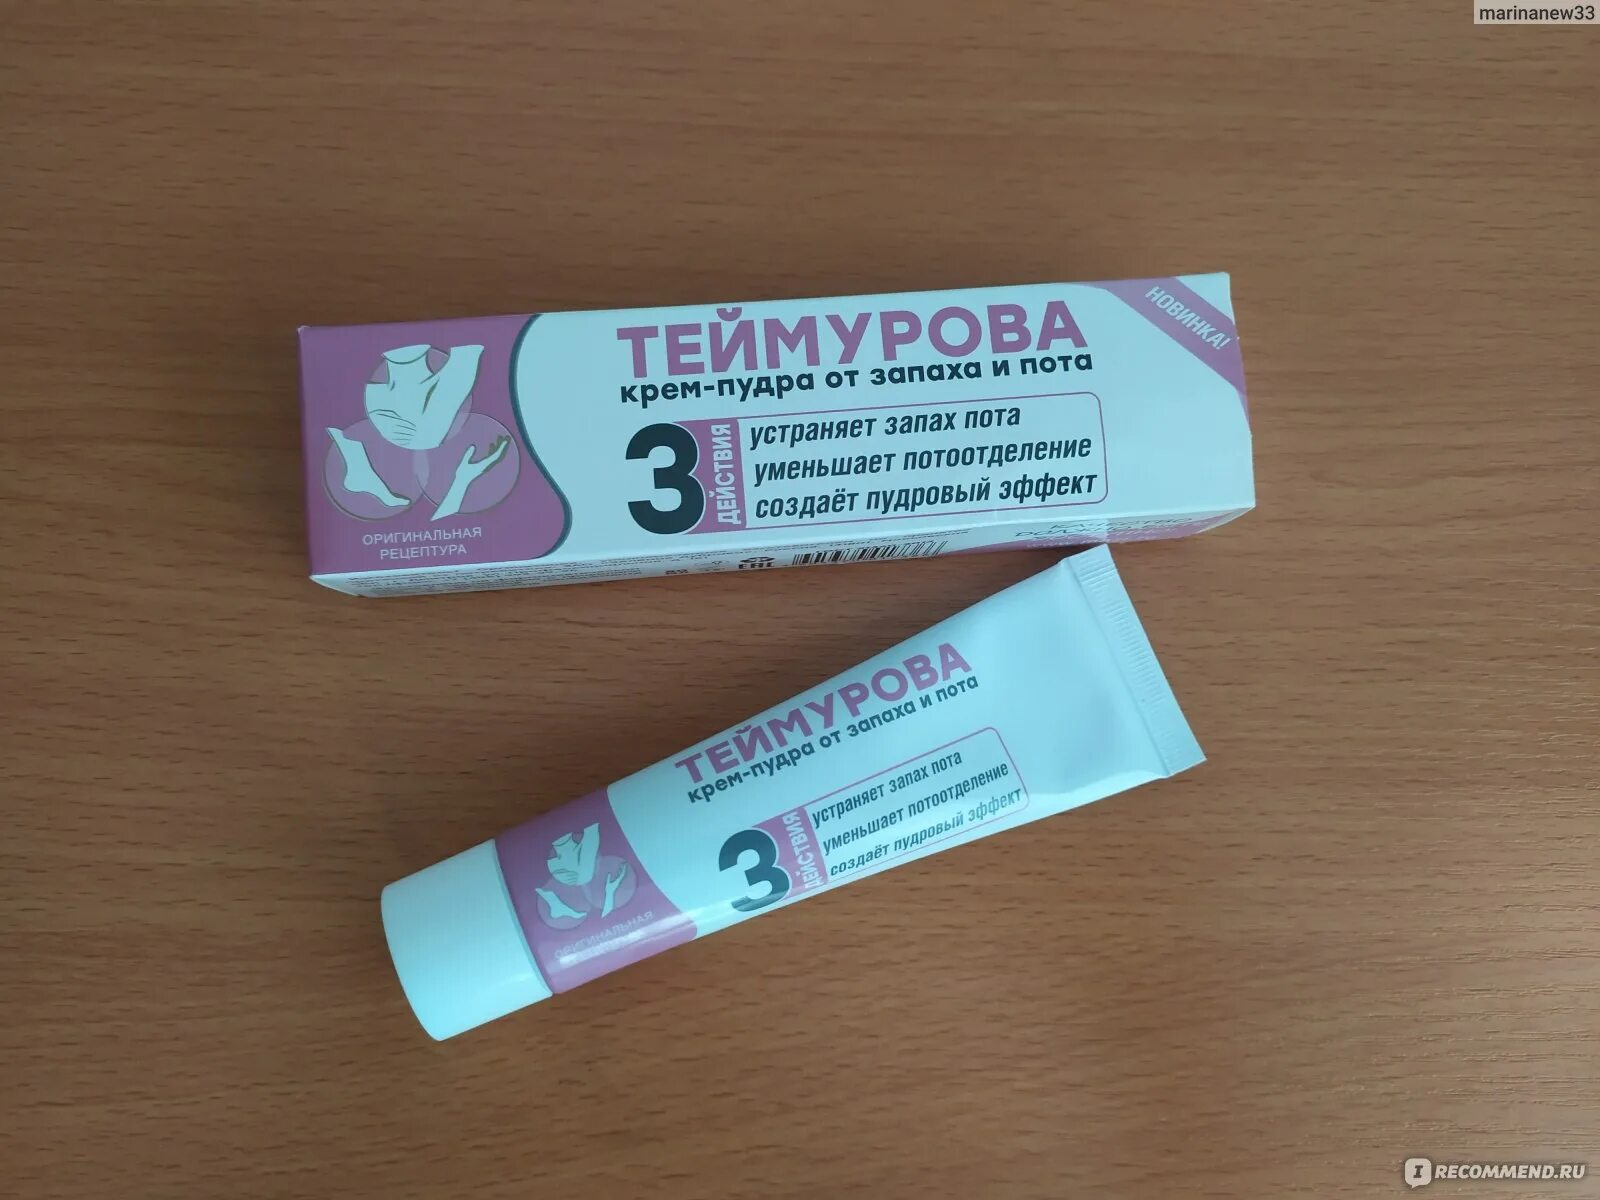 marinanew33
НОВИНКА!
ТЕЙМУРОВА
крем-пудра от запаха и пота
3
ДЕЙСТВИЯ
устраняет запах пота
уменьшает потоотделение
создаёт пудровый эффект
ОРИГИНАЛЬНАЯ
РЕЦЕПТУРА
ЕАС
ТЕЙМУРОВА
крем-пудра от запаха и пота
3
ДЕЙСТВИЯ
устраняет запах пота
уменьшает потоотделение
создаёт пудровый эффект
ОРИГИНАЛЬНАЯ
IRECOMMEND.RU